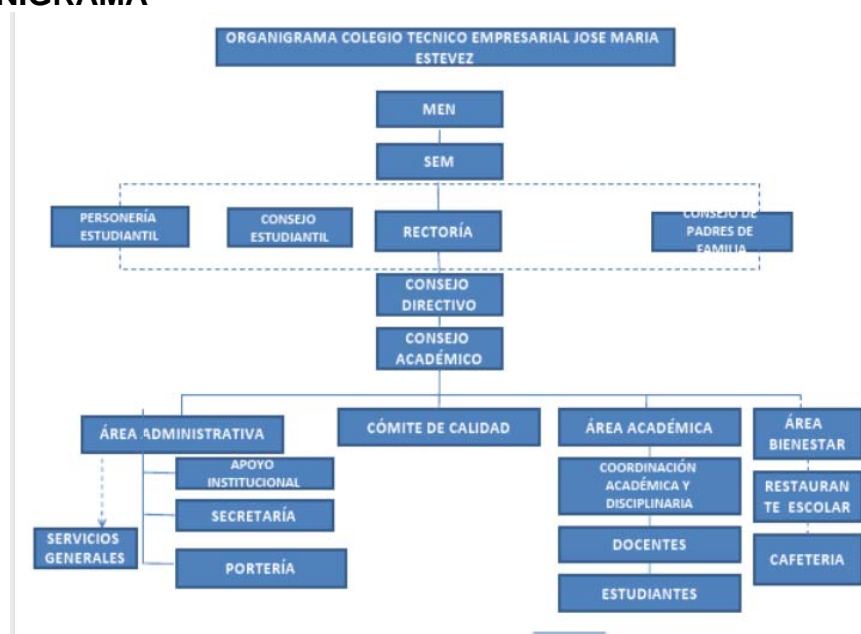 ORGANIGRAMA COLEGIO TECNICO EMPRESARIAL JOSE MARIA
ESTEVEZ
MEN
SEM
PERSONERÍA
ESTUDIANTIL
CONSEJO
ESTUDIANTIL
RECTORÍA
CONSEJO DE
PADRES DE
FAMILIA
CONSEJO
DIRECTIVO
CONSEJO
ACADÉMICO
ÁREA ADMINISTRATIVA
CÓMITE DE CALIDAD
ÁREA ACADÉMICA
ÁREA
BIENESTAR
APOYO
INSTITUCIONAL
COORDINACIÓN
ACADÉMICA Y
DISCIPLINARIA
RESTAURAN
TE ESCOLAR
SECRETARÍA
SERVICIOS
GENERALES
DOCENTES
PORTERÍA
CAFETERIA
ESTUDIANTES